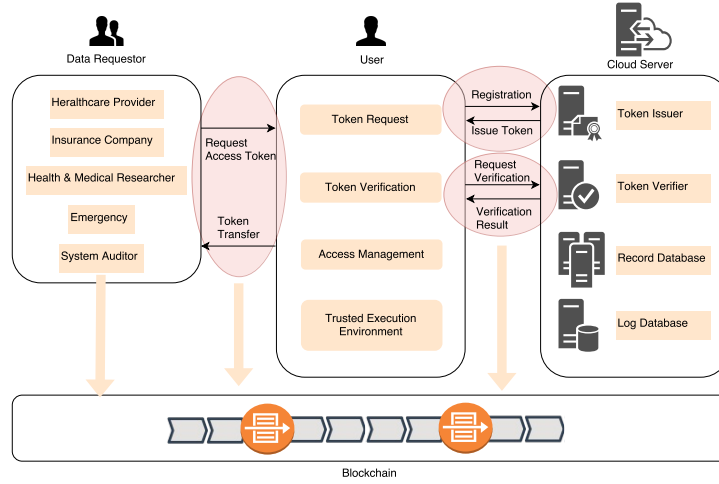 Data Requestor
User
Cloud Server
Heralthcare Provider
Insurance Company
Health & Medical Researcher
Emergency
System Auditor
Request
Access Token
Token
Transfer
Token Request
Token Verification
Access Management
Trusted Execution
Environment
Registration
Issue Token
Request
Verification
Verification
Result
Token Issuer
Token Verifier
Record Database
Log Database
Blockchain